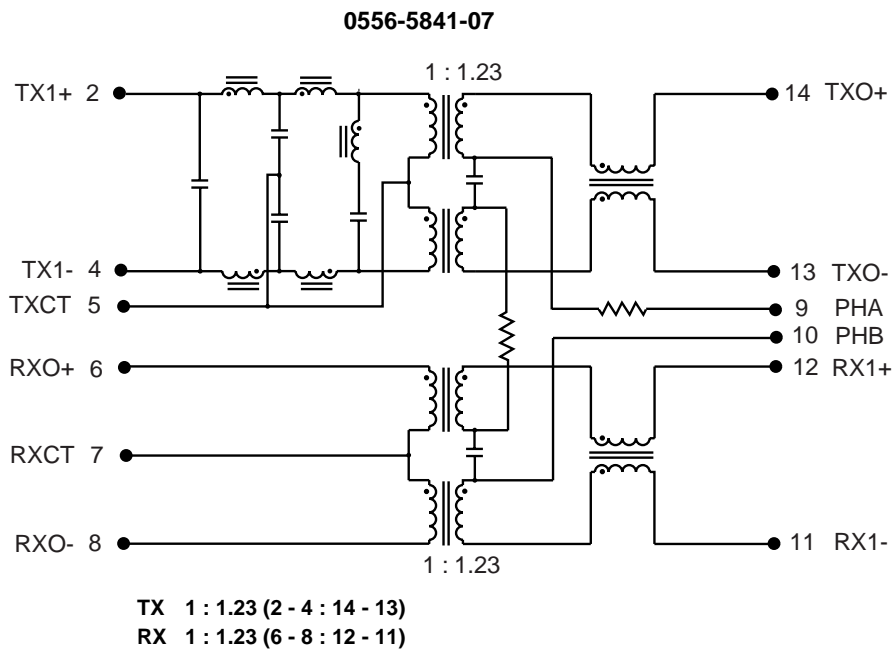 0556-5841-07
1 : 1.23
TX1+ 2
14 TXO+
TX1- 4
13 TXO-
TXCT 5
9 PHA
10 PHB
RXO+ 6
12 RX1+
RXCT 7
RXO- 8
11 RX1-
1 : 1.23
TX 1 : 1.23 (2 - 4 : 14 - 13)
RX 1 : 1.23 (6 - 8 : 12 - 11)